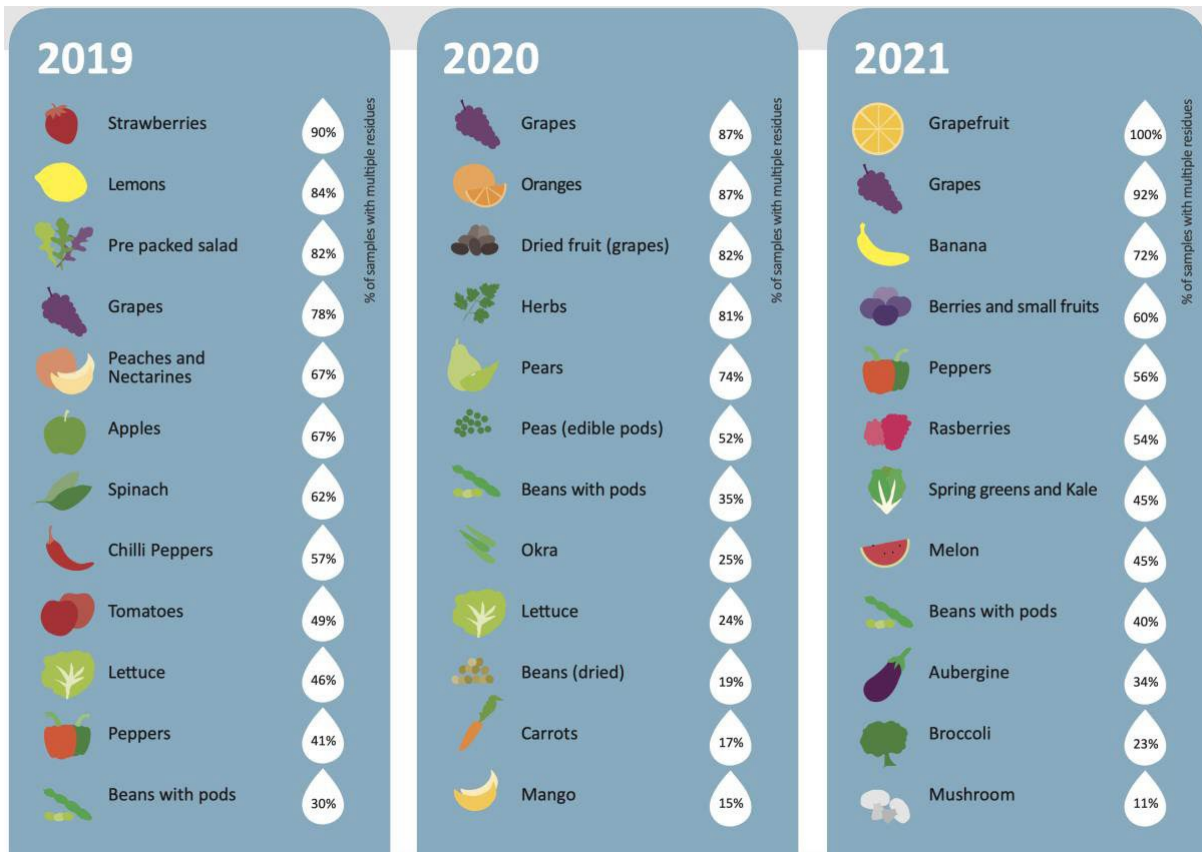 2019
% of samples with multiple residues
Strawberries 90%
Lemons 84%
Pre packed salad 82%
Grapes 78%
Peaches and
Nectarines 67%
Apples 67%
Spinach 62%
Chilli Peppers 57%
Tomatoes 49%
Lettuce 46%
Peppers 41%
Beans with pods 30%
2020
% of samples with multiple residues
Grapes 87%
Oranges 87%
Dried fruit (grapes) 82%
Herbs 81%
Pears 74%
Peas (edible pods) 52%
Beans with pods 35%
Okra 25%
Lettuce 24%
Beans (dried) 19%
Carrots 17%
Mango 15%
2021
% of samples with multiple residues
Grapefruit 100%
Grapes 92%
Banana 72%
Berries and small fruits 60%
Peppers 56%
Rasberries 54%
Spring greens and Kale 45%
Melon 45%
Beans with pods 40%
Aubergine 34%
Broccoli 23%
Mushroom 11%